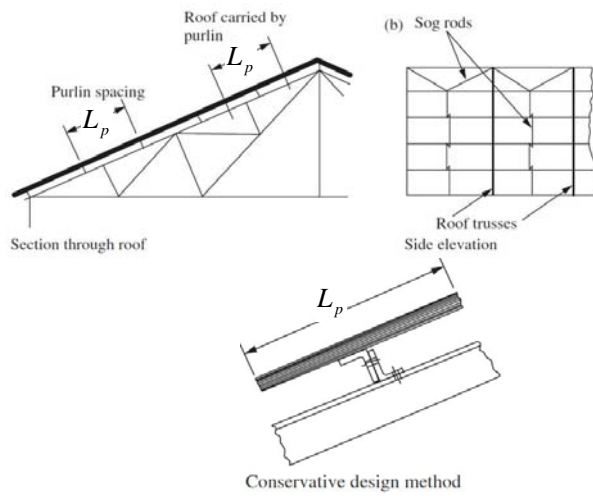 Roof carried by
purlin
L_p
Purlin spacing
L_p
Section through roof
(b) Sog rods
Roof trusses
Side elevation
L_p
Conservative design method